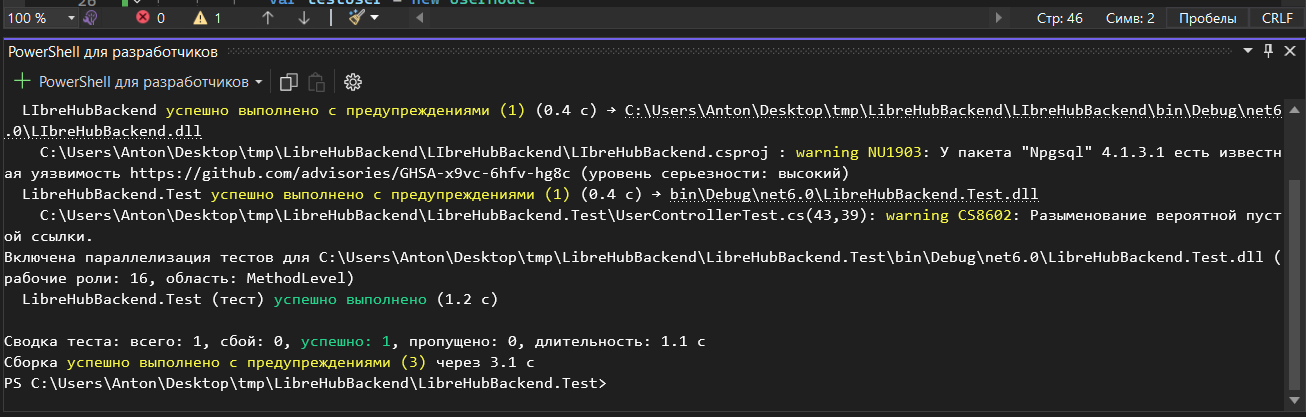 26
var testUser = new UserModel
100 %
0
1
Стр: 46
Симв: 2
Пробелы
CRLF
PowerShell для разработчиков
PowerShell для разработчиков
LIbreHubBackend успешно выполнено с предупреждениями (1) (0.4 с) → C:\Users\Anton\Desktop\tmp\LibreHubBackend\LIbreHubBackend\bin\Debug\net6
.0\LIbreHubBackend.dll
C:\Users\Anton\Desktop\tmp\LibreHubBackend\LIbreHubBackend\LIbreHubBackend.csproj : warning NU1903: У пакета "Npgsql" 4.1.3.1 есть известн
ая уязвимость https://github.com/advisories/GHSA-x9vc-6hfv-hg8c (уровень серьезности: высокий)
LibreHubBackend.Test успешно выполнено с предупреждениями (1) (0.4 с) → bin\Debug\net6.0\LibreHubBackend.Test.dll
C:\Users\Anton\Desktop\tmp\LibreHubBackend\LibreHubBackend.Test\UserControllerTest.cs(43,39): warning CS8602: Разыменование вероятной пуст
ой ссылки.
Включена параллелизация тестов для C:\Users\Anton\Desktop\tmp\LibreHubBackend\LibreHubBackend.Test\bin\Debug\net6.0\LibreHubBackend.Test.dll (
рабочие роли: 16, область: MethodLevel)
LibreHubBackend.Test (тест) успешно выполнено (1.2 с)
Сводка теста: всего: 1, сбой: 0, успешно: 1, пропущено: 0, длительность: 1.1 с
Сборка успешно выполнено с предупреждениями (3) через 3.1 с
PS C:\Users\Anton\Desktop\tmp\LibreHubBackend\LibreHubBackend.Test>